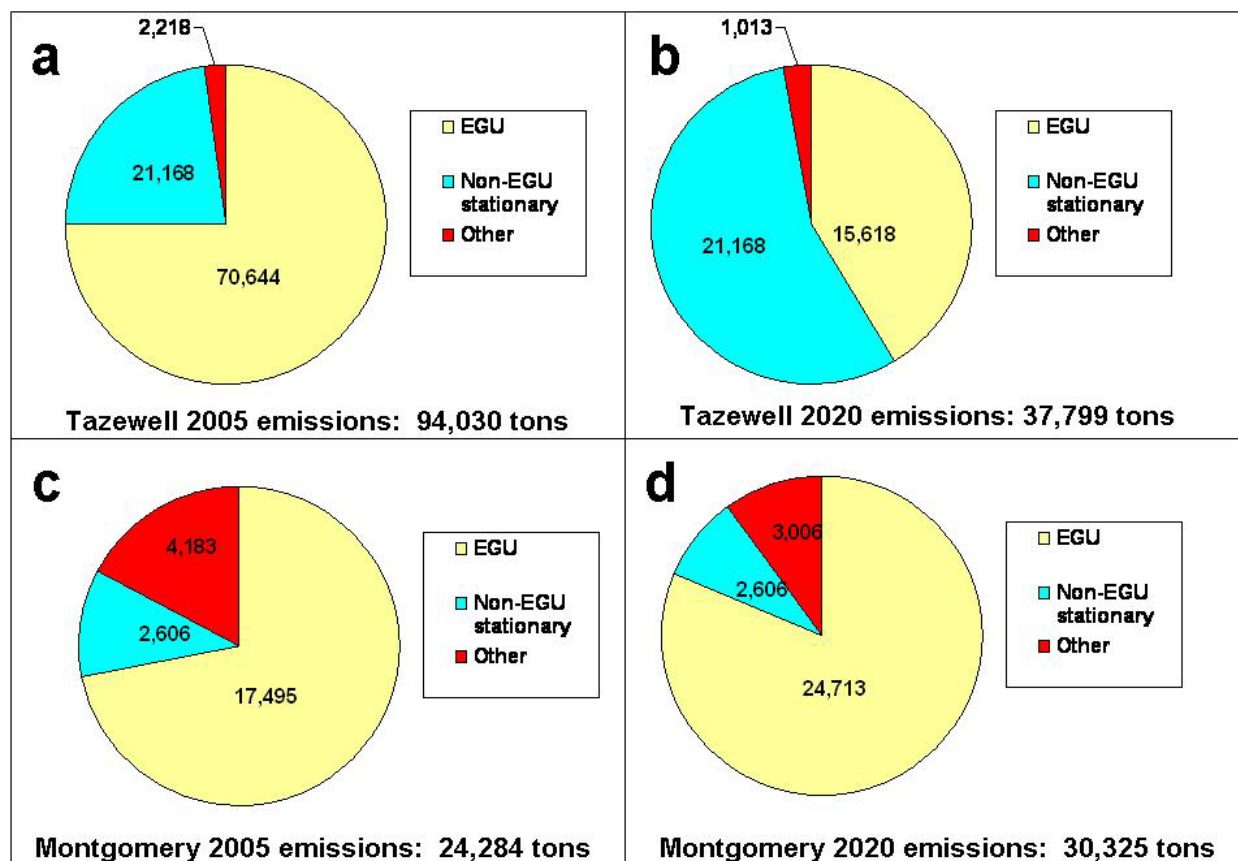 a
2,218
21,168
70,644
EGU
Non-EGU
stationary
Other
Tazewell 2005 emissions: 94,030 tons
b
1,013
21,168
15,618
EGU
Non-EGU
stationary
Other
Tazewell 2020 emissions: 37,799 tons
c
4,183
2,606
17,495
EGU
Non-EGU
stationary
Other
Montgomery 2005 emissions: 24,284 tons
d
3,006
2,606
24,713
EGU
Non-EGU
stationary
Other
Montgomery 2020 emissions: 30,325 tons